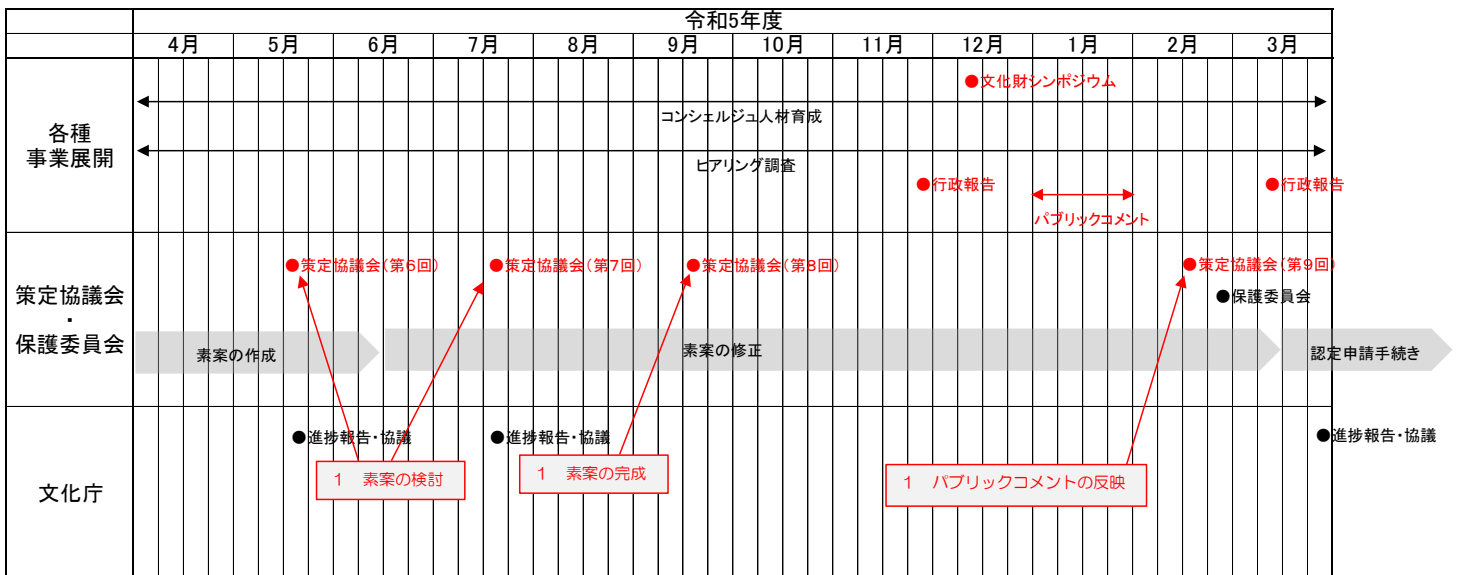 令和5年度
4月 5月 6月 7月 8月 9月 10月 11月 12月 1月 2月 3月
各種
事業展開
●文化財シンポジウム
コンシェルジュ人材育成
ヒアリング調査
●行政報告
●行政報告
パブリックコメント
策定協議会
・
保護委員会
●策定協議会(第6回)
●策定協議会(第7回)
●策定協議会(第8回)
●策定協議会(第9回)
●保護委員会
素案の作成
素案の修正
認定申請手続き
文化庁
●進捗報告・協議
●進捗報告・協議
●進捗報告・協議
1 素案の検討
1 素案の完成
1 パブリックコメントの反映